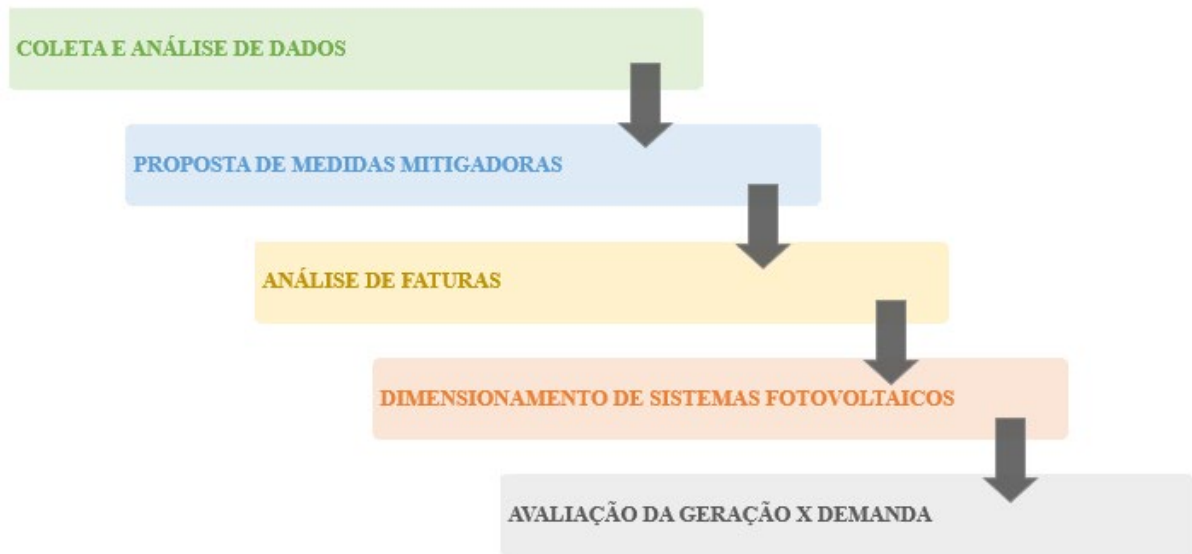 COLETA E ANÁLISE DE DADOS
PROPOSTA DE MEDIDAS MITIGADORAS
ANÁLISE DE FATURAS
DIMENSIONAMENTO DE SISTEMAS FOTOVOLTAICOS
AVALIAÇÃO DA GERAÇÃO X DEMANDA